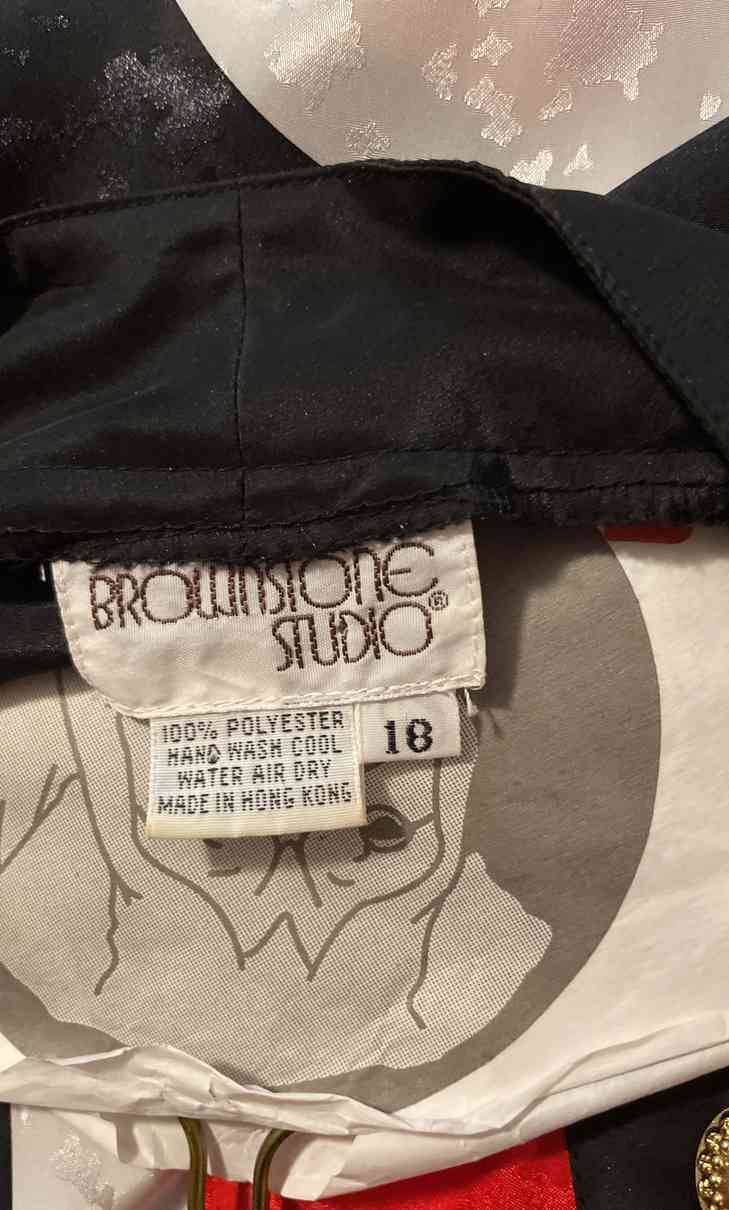 BROWNSTONE
STUDIO®
100% POLYESTER
HAND WASH COOL
WATER AIR DRY
MADE IN HONG KONG
18